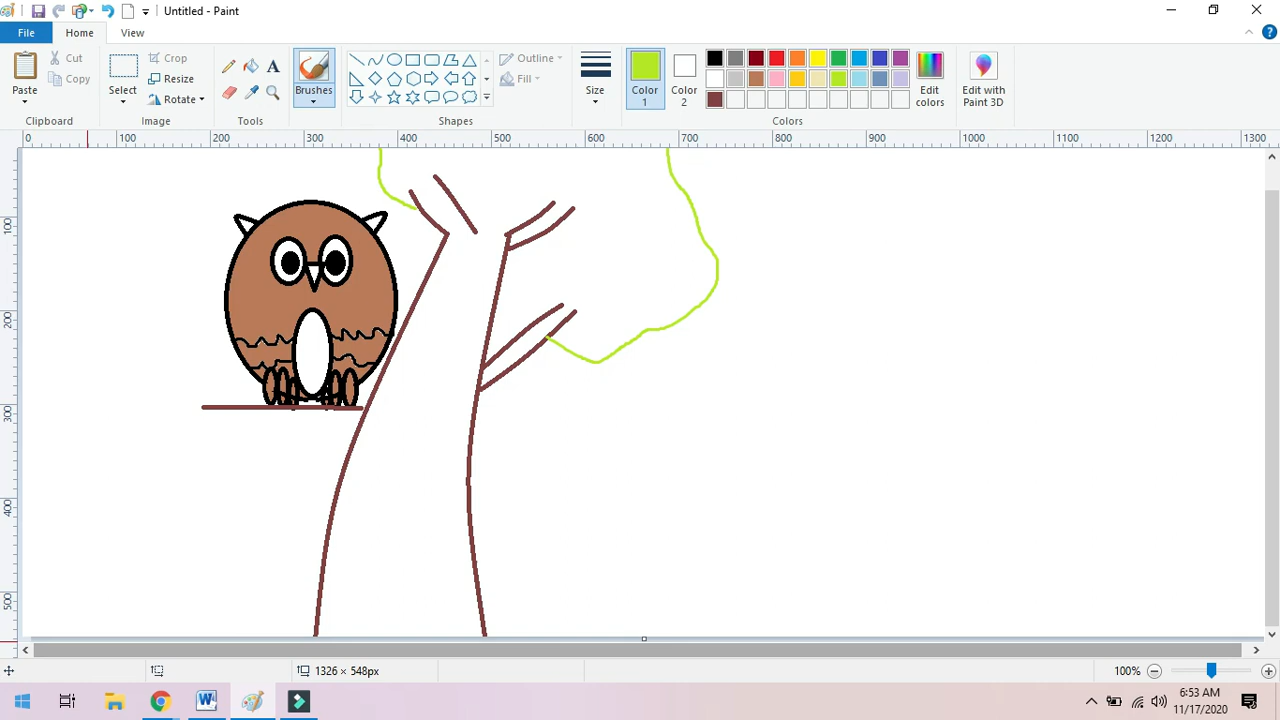 Untitled - Paint
File Home View
Paste
Cut
Copy
Clipboard
Select
Crop
Resize
Rotate
Image
A
Tools
Brushes
Outline
Fill
Shapes
Size
Color 1
Color 2
Edit colors
Colors
Edit with Paint 3D
0 100 200 300 400 500 600 700 800 900 1000 1100 1200 1300
100
200
300
400
500
1326 × 548px
100%
W
6:53 AM
11/17/2020